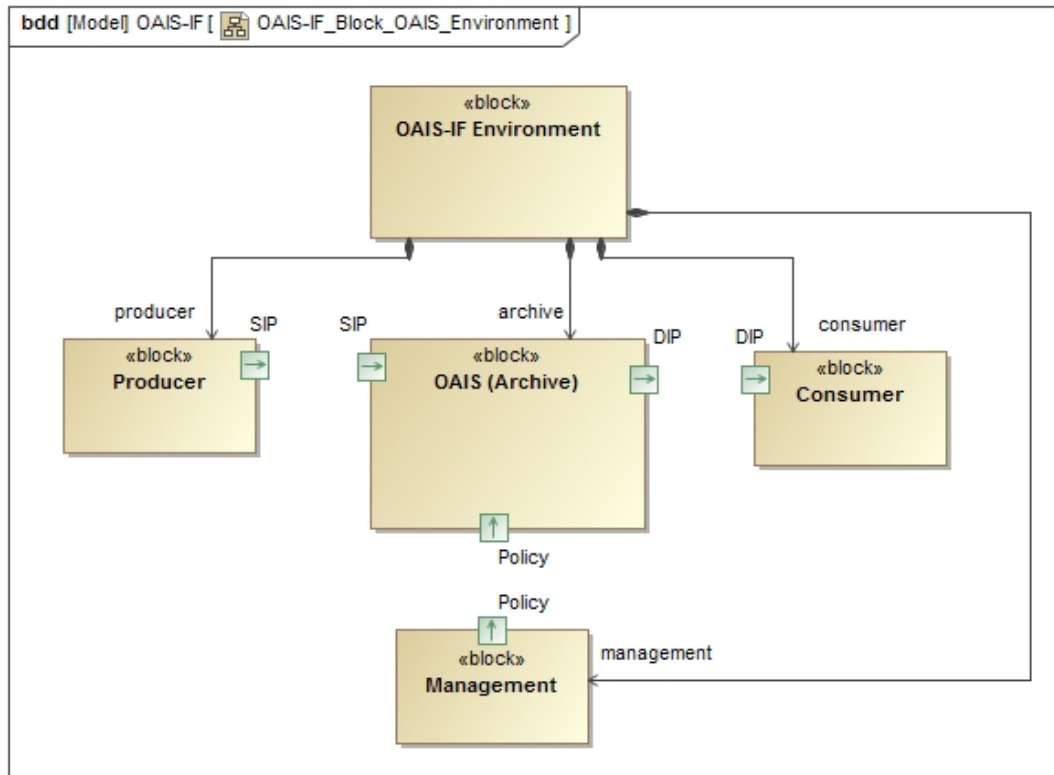 bdd [Model] OAIS-IF [ OAIS-IF_Block_OAIS_Environment ]
«block»
OAIS-IF Environment
producer
archive
consumer
SIP
SIP
DIP
DIP
«block»
Producer
«block»
OAIS (Archive)
«block»
Consumer
Policy
Policy
«block»
Management
management